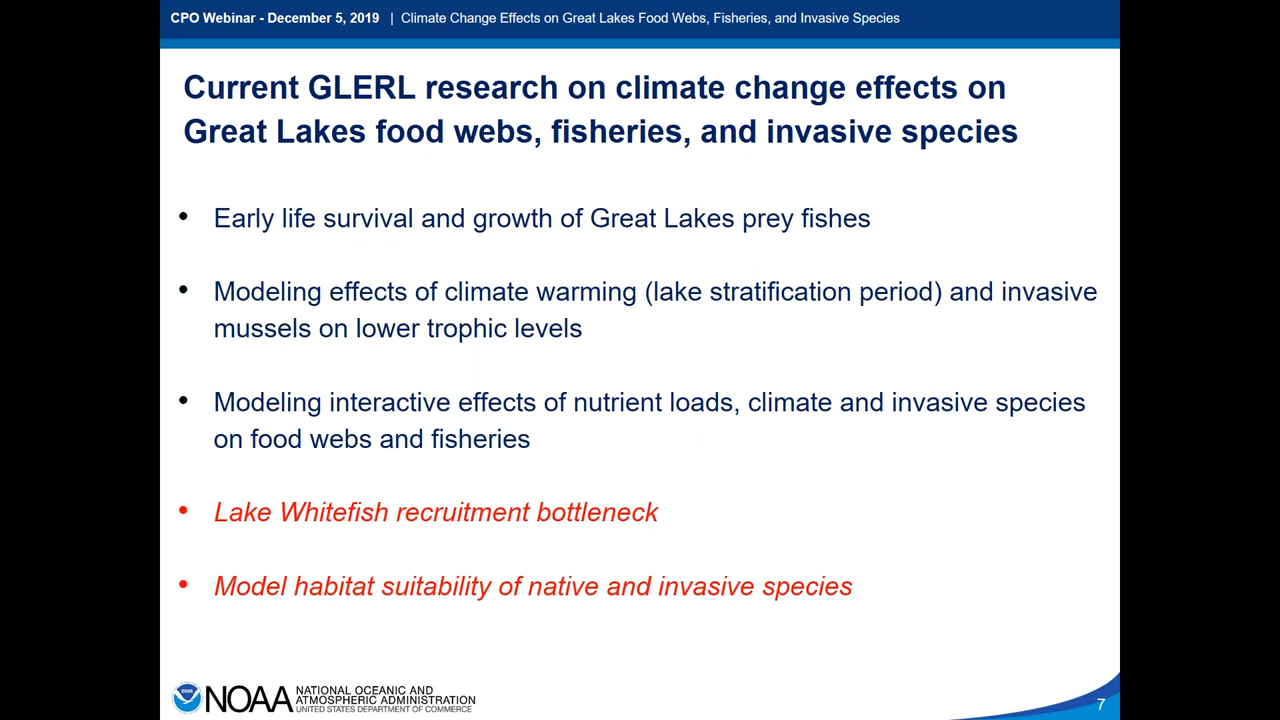 CPO Webinar - December 5, 2019 | Climate Change Effects on Great Lakes Food Webs, Fisheries, and Invasive Species
Current GLERL research on climate change effects on
Great Lakes food webs, fisheries, and invasive species
• Early life survival and growth of Great Lakes prey fishes
• Modeling effects of climate warming (lake stratification period) and invasive
mussels on lower trophic levels
• Modeling interactive effects of nutrient loads, climate and invasive species
on food webs and fisheries
• Lake Whitefish recruitment bottleneck
• Model habitat suitability of native and invasive species
NOAA
NATIONAL OCEANIC AND
ATMOSPHERIC ADMINISTRATION
UNITED STATES DEPARTMENT OF COMMERCE
7